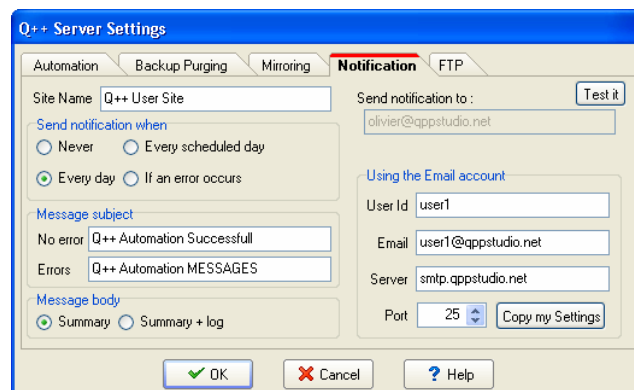 Q++ Server Settings
Automation Backup Purging Mirroring Notification FTP
Site Name Q++ User Site
Send notification when
Never Every scheduled day
Every day If an error occurs
Message subject
No error Q++ Automation Successfull
Errors Q++ Automation MESSAGES
Message body
Summary Summary + log
Send notification to :
Test it
olivier@qppstudio.net
Using the Email account
User Id user1
Email user1@qppstudio.net
Server smtp.qppstudio.net
Port 25 Copy my Settings
OK Cancel ? Help